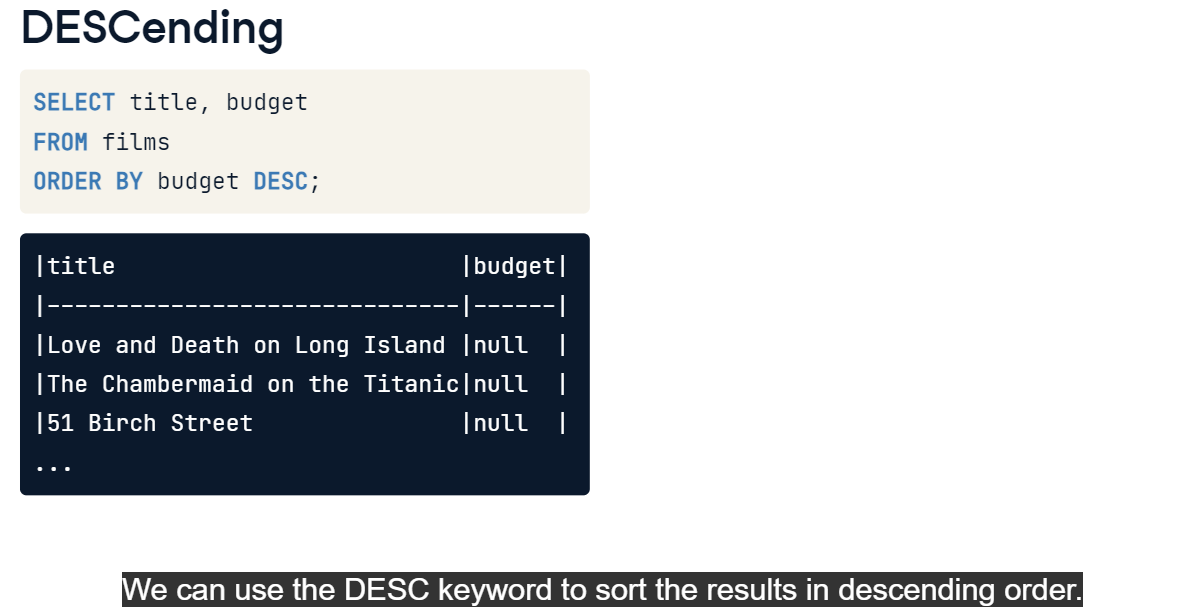 DESCending
SELECT title, budget
FROM films
ORDER BY budget DESC;
|title                         |budget|
|------------------------------|------|
|Love and Death on Long Island |null  |
|The Chambermaid on the Titanic|null  |
|51 Birch Street               |null  |
...
We can use the DESC keyword to sort the results in descending order.